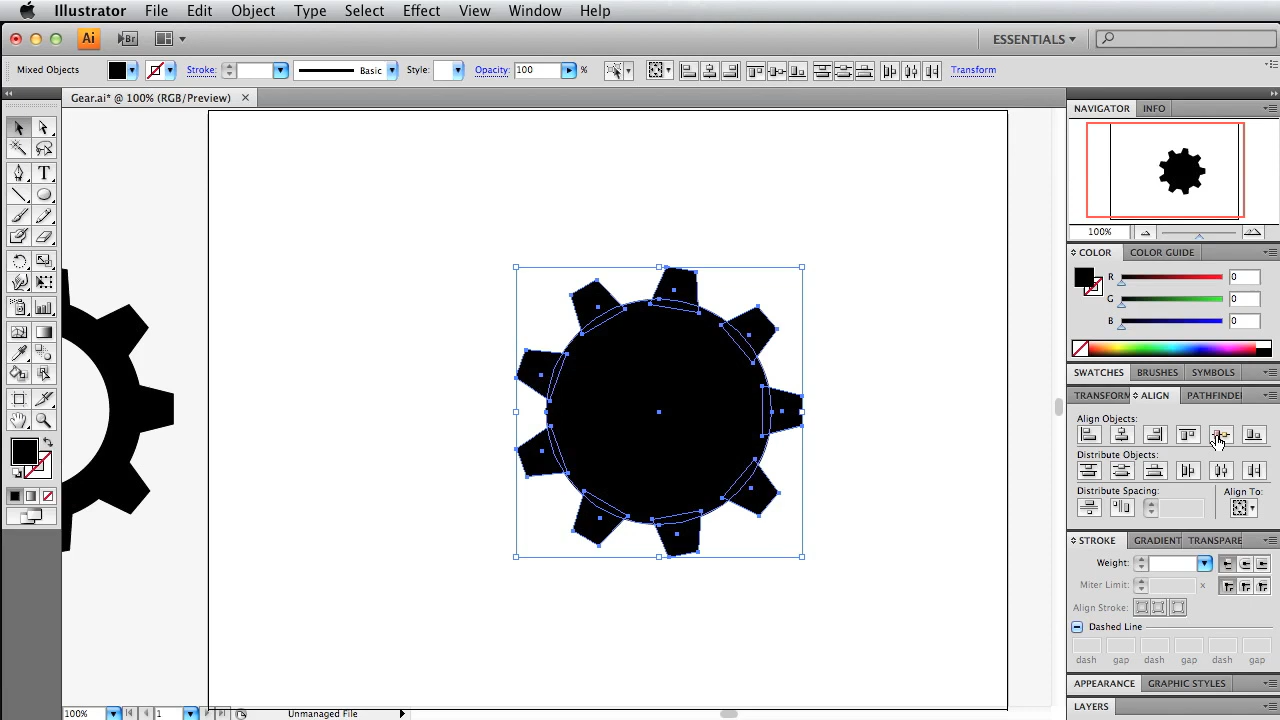 Illustrator File Edit Object Type Select Effect View Window Help
Ai Br ESSENTIALS
Mixed Objects Stroke: Basic Style: Opacity: 100 % Transform
Gear.ai* @ 100% (RGB/Preview)
NAVIGATOR INFO
100%
COLOR COLOR GUIDE
R 0
G 0
B 0
SWATCHES BRUSHES SYMBOLS
TRANSFORM ALIGN PATHFINDE
Align Objects:
Distribute Objects:
Distribute Spacing: Align To:
STROKE GRADIENT TRANSPARE
Weight:
Miter Limit: x
Align Stroke:
Dashed Line
dash gap dash gap dash gap
APPEARANCE GRAPHIC STYLES
LAYERS
T
100% 1 Unmanaged File